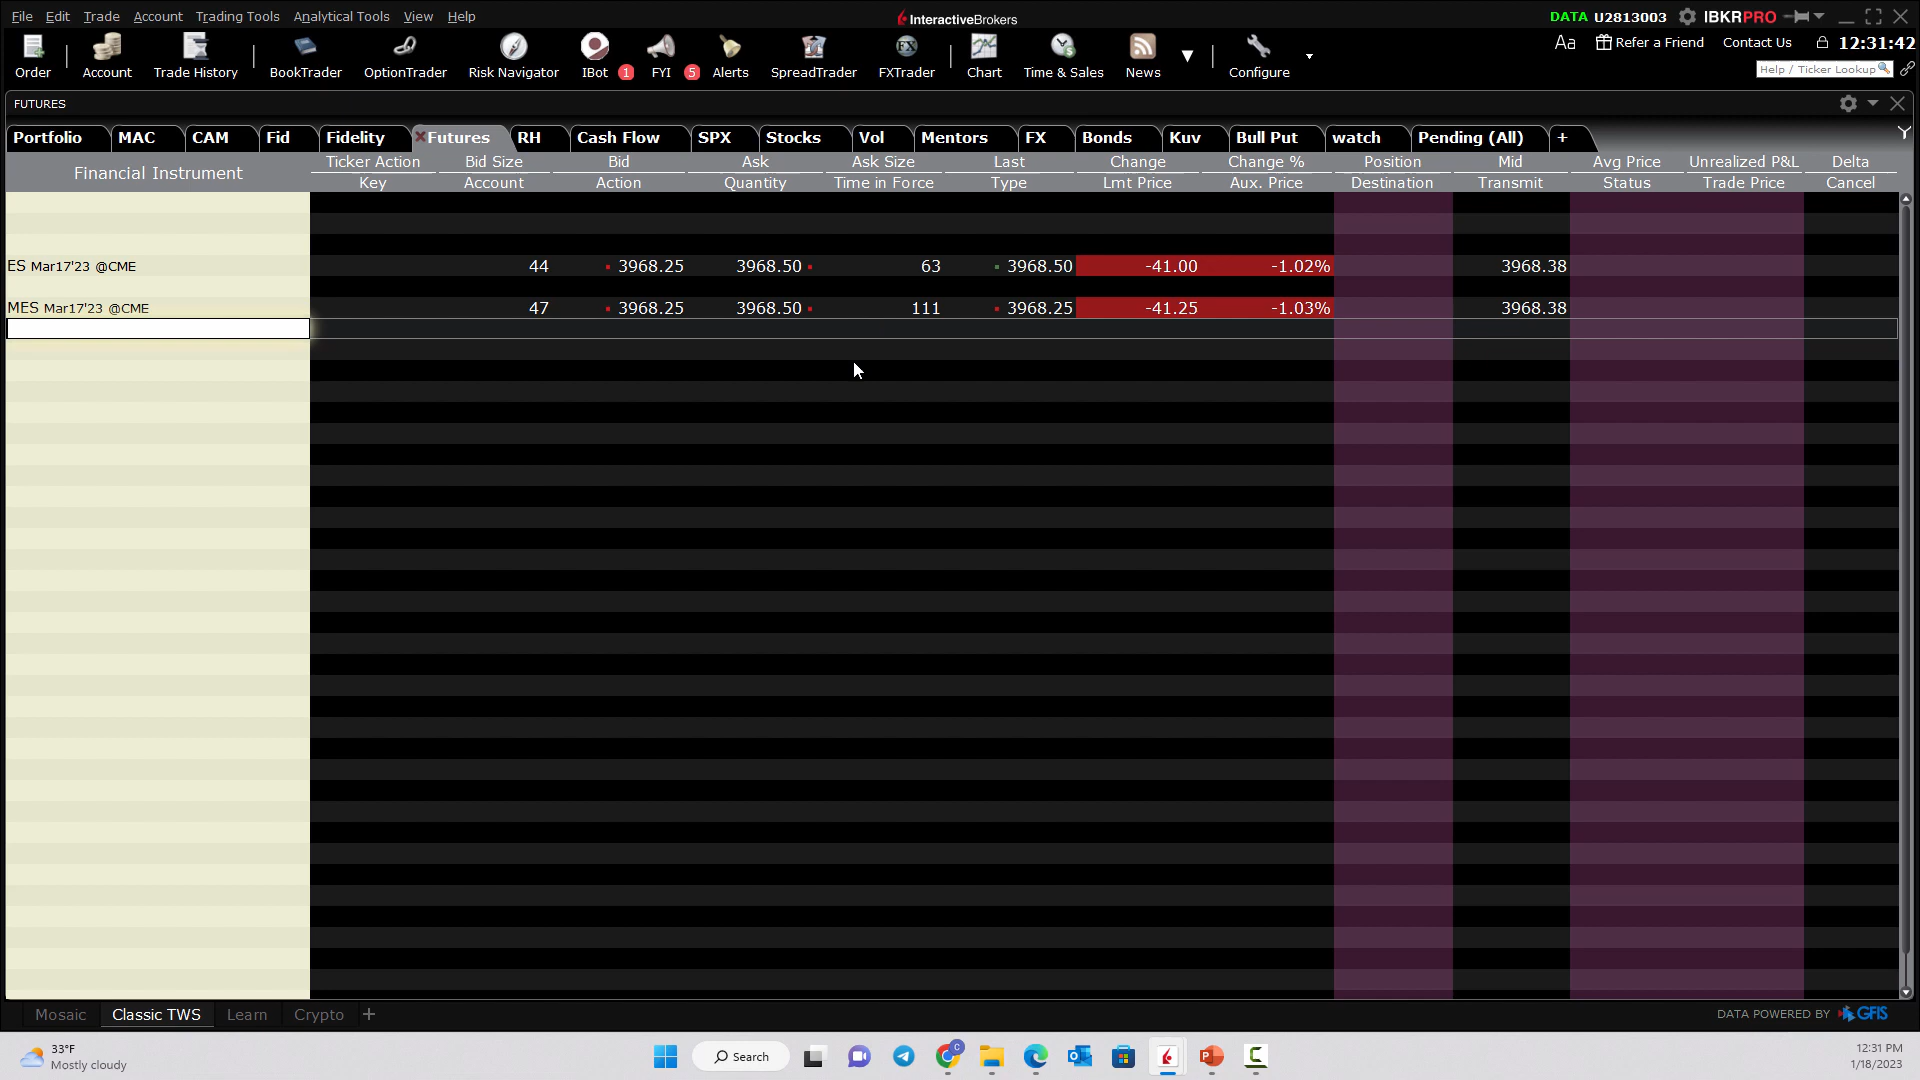 File Edit Trade Account Trading Tools Analytical Tools View Help
InteractiveBrokers
DATA U2813003 IBKRPRO
Order Account Trade History BookTrader OptionTrader Risk Navigator IBot 1 FYI 5 Alerts SpreadTrader FXTrader Chart Time & Sales News Configure
Aa Refer a Friend Contact Us 12:31:42
Help / Ticker Lookup
FUTURES
Portfolio MAC CAM Fid Fidelity Futures RH Cash Flow SPX Stocks Vol Mentors FX Bonds Kuv Bull Put watch Pending (All) +
Financial Instrument
Ticker Action Bid Size Bid Ask Ask Size Last Change Change % Position Mid Avg Price Unrealized P&L Delta
Key Account Action Quantity Time in Force Type Lmt Price Aux. Price Destination Transmit Status Trade Price Cancel
ES Mar17'23 @CME 44 3968.25 3968.50 63 3968.50 -41.00 -1.02% 3968.38
MES Mar17'23 @CME 47 3968.25 3968.50 111 3968.25 -41.25 -1.03% 3968.38
Mosaic Classic TWS Learn Crypto +
DATA POWERED BY GFIS
33°F
Mostly cloudy
Search
12:31 PM
1/18/2023